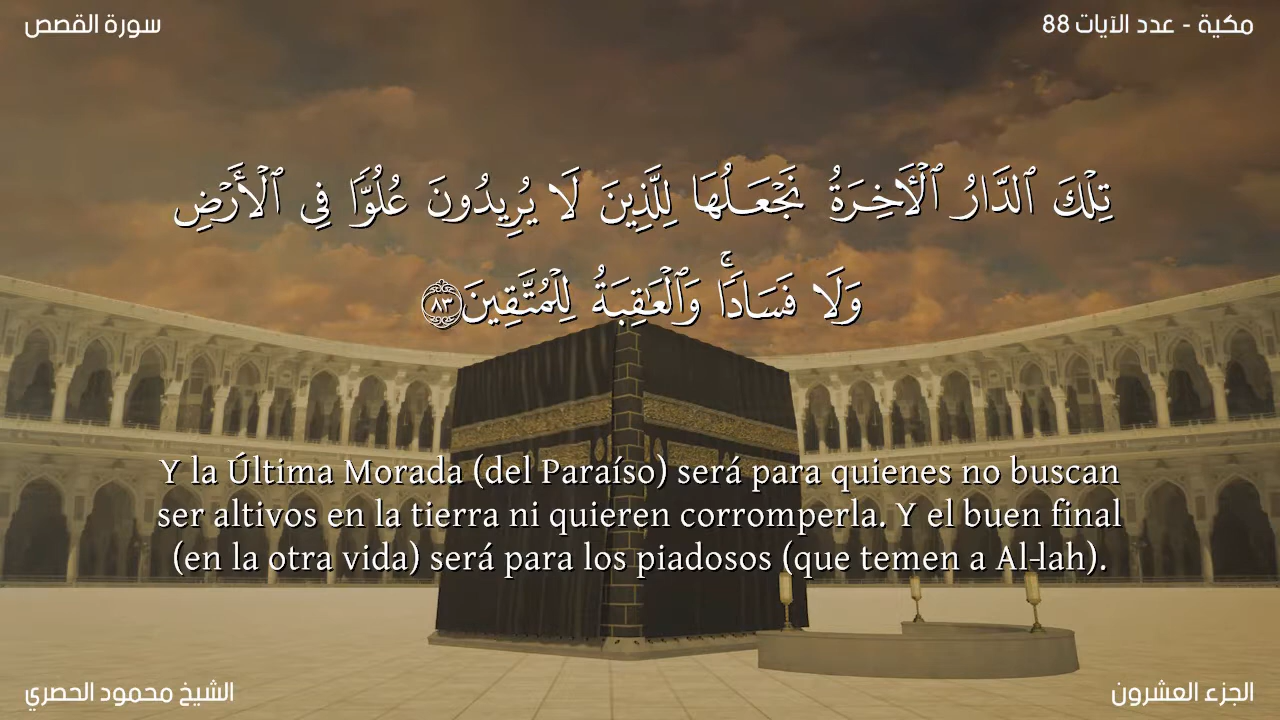 سورة القصص
مكية - عدد الآيات 88
تِلْكَ ٱلدَّارُ ٱلْأَخِرَةُ نَجْعَلُهَا لِلَّذِينَ لَا يُرِيدُونَ عُلُوًّا فِى ٱلْأَرْضِ
وَلَا فَسَادًا ۚ وَٱلْعَٰقِبَةُ لِلْمُتَّقِينَ ٨٣
Y la Última Morada (del Paraíso) será para quienes no buscan
ser altivos en la tierra ni quieren corromperla. Y el buen final
(en la otra vida) será para los piadosos (que temen a Al-lah).
الشيخ محمود الحصري
الجزء العشرون